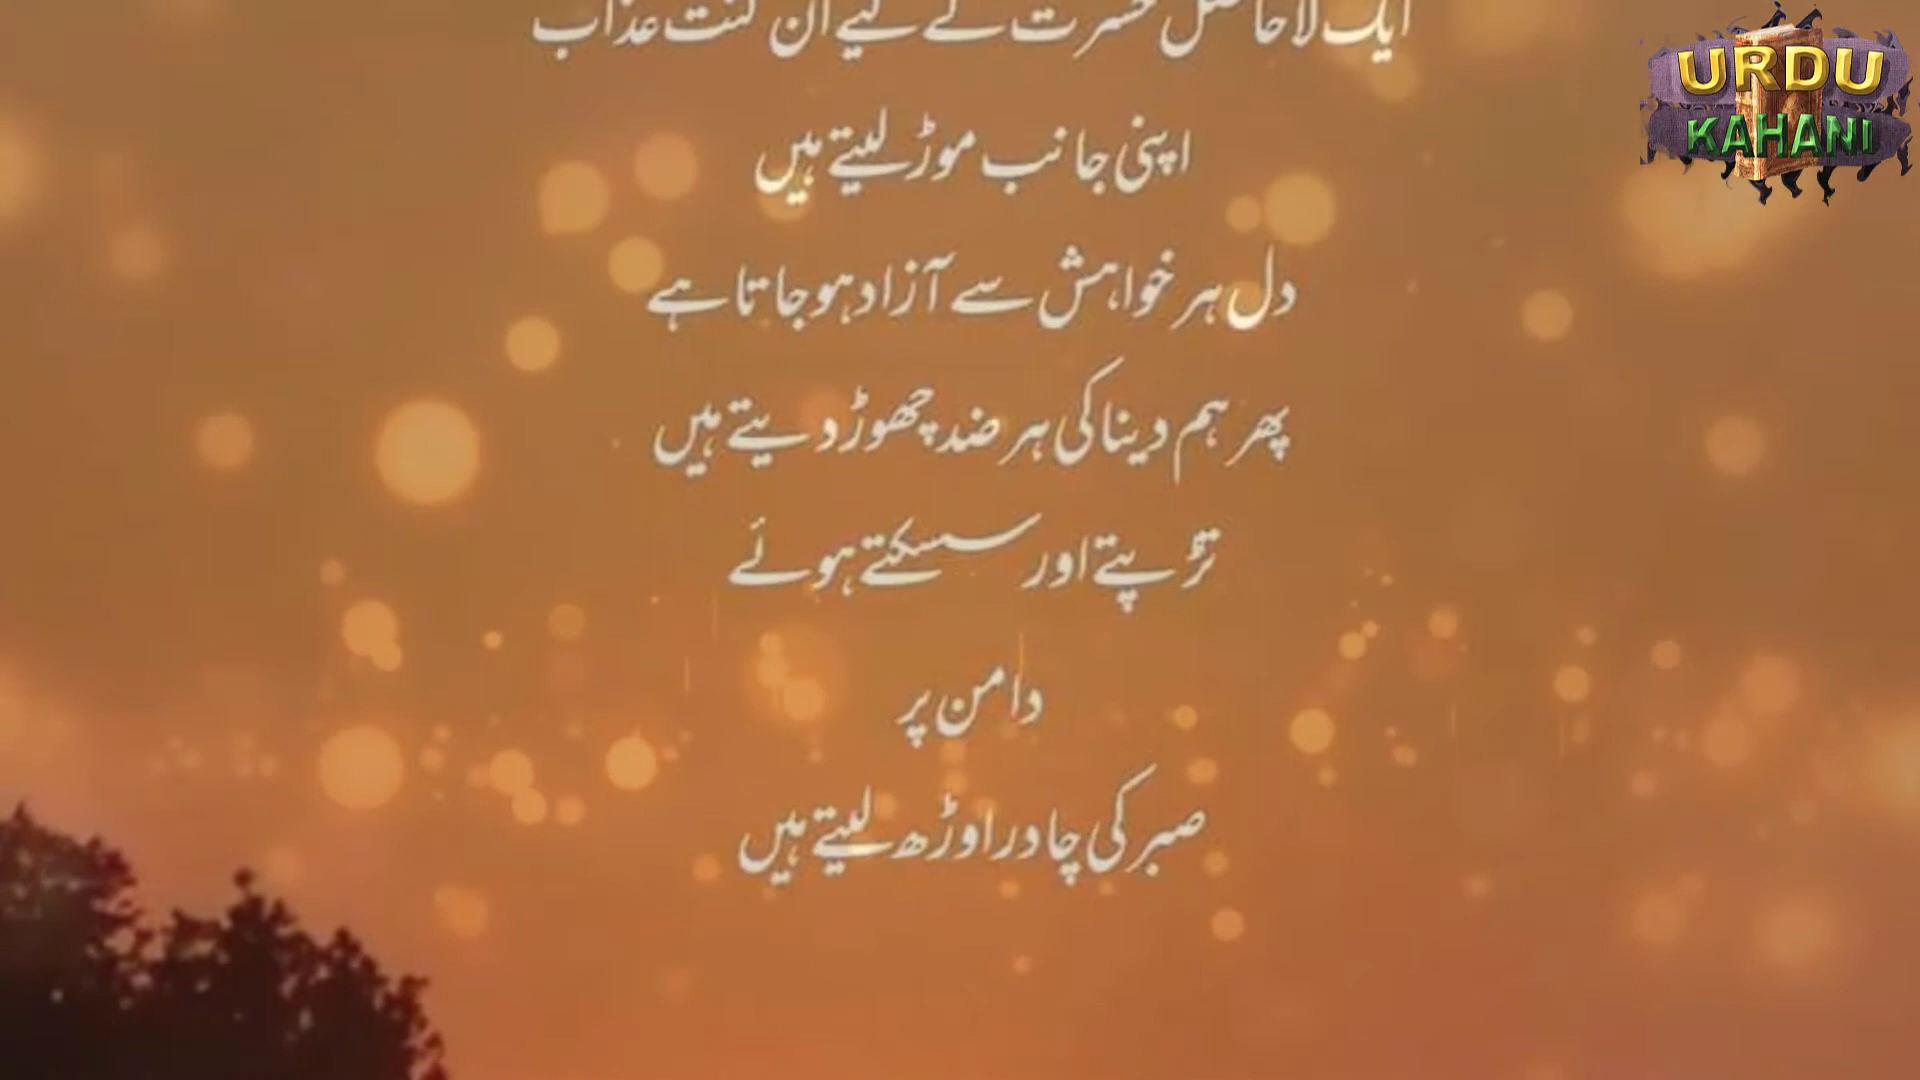 ایک لاحاصل حسرت کے لیے ان گنت عذاب
اپنی جانب موڑ لیتے ہیں
دل ہر خواہش سے آزاد ہو جاتا ہے
پھر ہم دینا کی ہر ضد چھوڑ دیتے ہیں
تڑپتے اور سسکتے ہوئے
دامن پر
صبر کی چادر اوڑھ لیتے ہیں
URDU
KAHANI